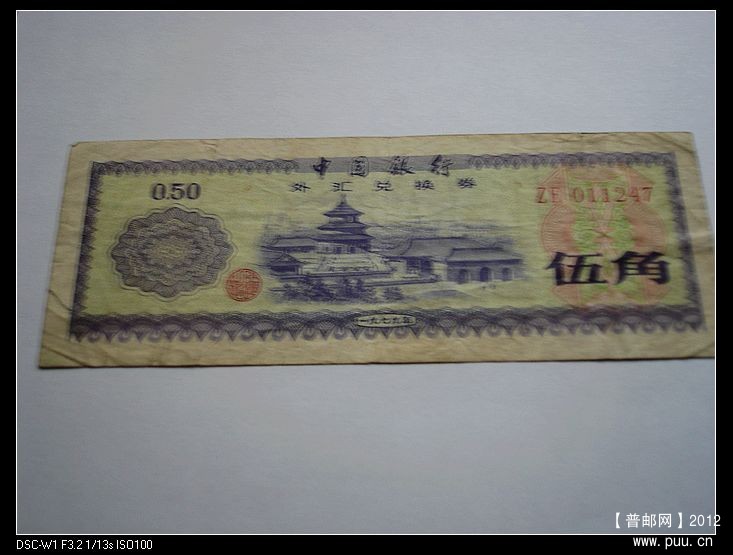 中国银行
外汇兑换券
0.50
ZE 011247
伍角
一九七九年
【普邮网】2012
www.puu.cn
DSC-W1 F3.2 1/13s ISO100